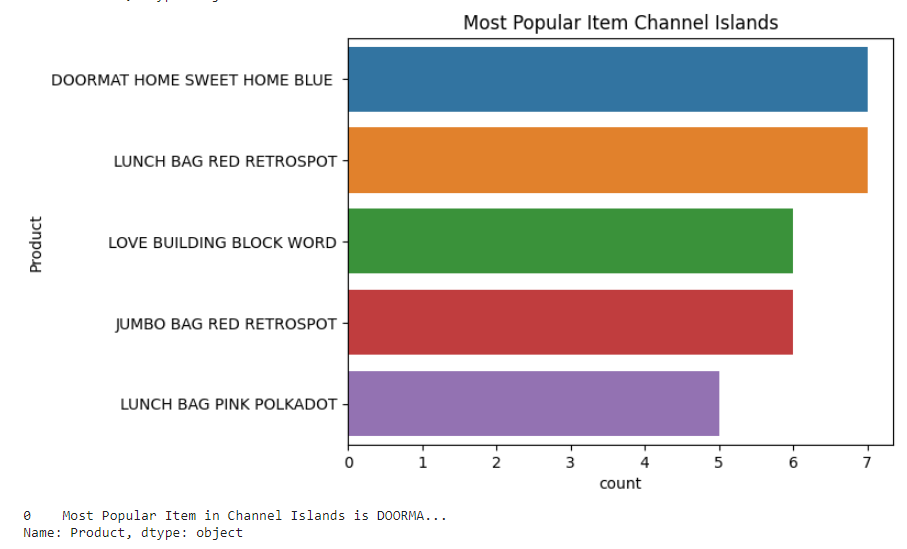 Most Popular Item Channel Islands
DOORMAT HOME SWEET HOME BLUE
LUNCH BAG RED RETROSPOT
LOVE BUILDING BLOCK WORD
JUMBO BAG RED RETROSPOT
LUNCH BAG PINK POLKADOT
Product
0 1 2 3 4 5 6 7
count
0    Most Popular Item in Channel Islands is DOORMA...
Name: Product, dtype: object